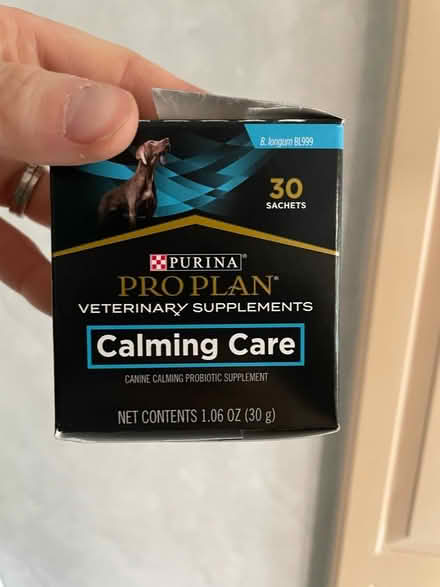 B. longum BL999
30
SACHETS
PURINA®
PRO PLAN®
VETERINARY SUPPLEMENTS
Calming Care
CANINE CALMING PROBIOTIC SUPPLEMENT
NET CONTENTS 1.06 OZ (30 g)